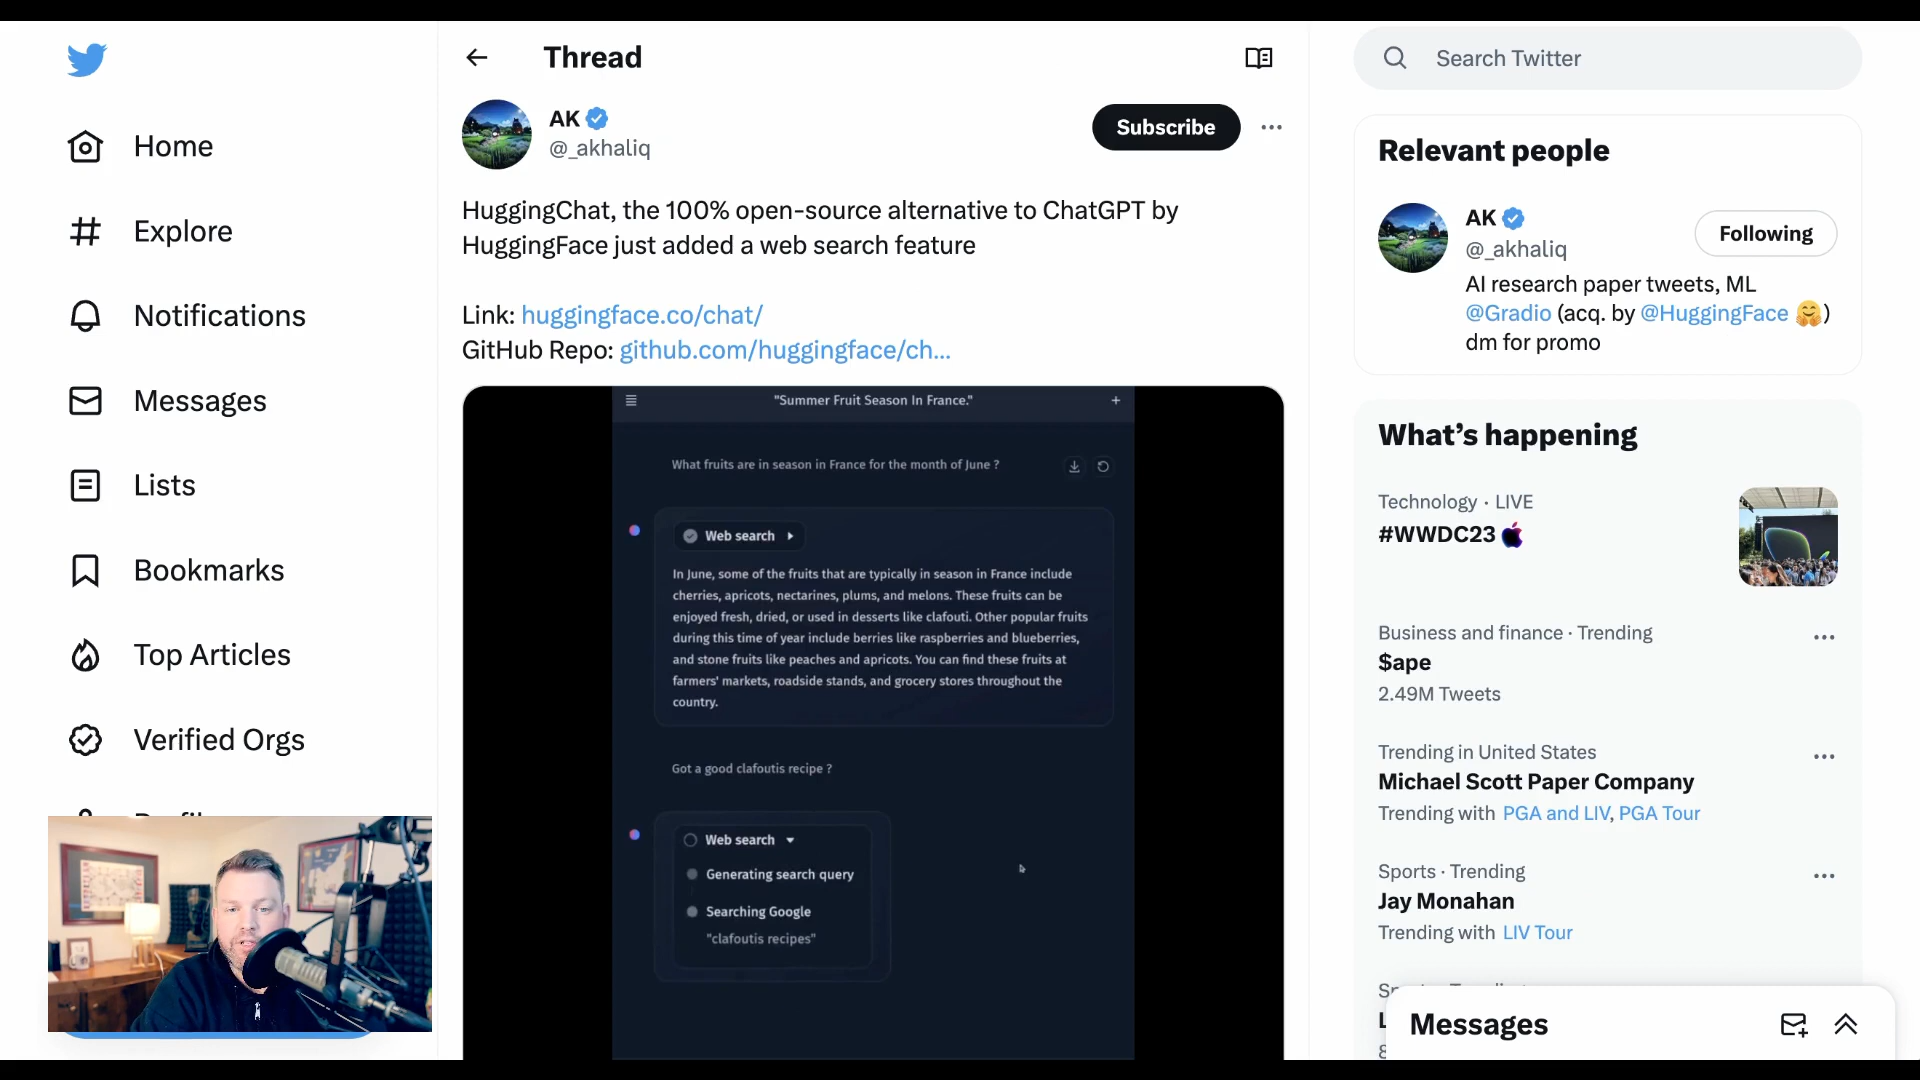 Home
Explore
Notifications
Messages
Lists
Bookmarks
Top Articles
Verified Orgs
Thread
AK
@_akhaliq
Subscribe
HuggingChat, the 100% open-source alternative to ChatGPT by
HuggingFace just added a web search feature
Link: huggingface.co/chat/
GitHub Repo: github.com/huggingface/ch...
"Summer Fruit Season In France."
What fruits are in season in France for the month of June ?
Web search
In June, some of the fruits that are typically in season in France include
cherries, apricots, nectarines, plums, and melons. These fruits can be
enjoyed fresh, dried, or used in desserts like clafouti. Other popular fruits
during this time of year include berries like raspberries and blueberries,
and stone fruits like peaches and apricots. You can find these fruits at
farmers' markets, roadside stands, and grocery stores throughout the
country.
Got a good clafoutis recipe ?
Web search
Generating search query
Searching Google
"clafoutis recipes"
Search Twitter
Relevant people
AK
@_akhaliq
Following
AI research paper tweets, ML
@Gradio (acq. by @HuggingFace 🤗)
dm for promo
What's happening
Technology · LIVE
#WWDC23
Business and finance · Trending
$ape
2.49M Tweets
Trending in United States
Michael Scott Paper Company
Trending with PGA and LIV, PGA Tour
Sports · Trending
Jay Monahan
Trending with LIV Tour
Messages